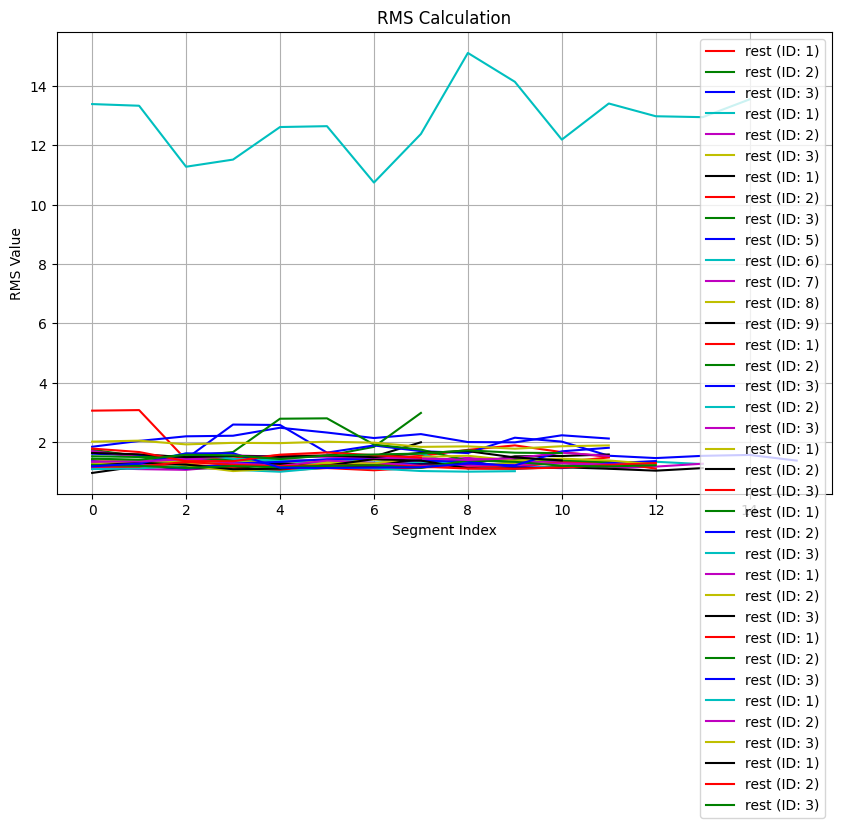 RMS Calculation
RMS Value
14
12
10
8
6
4
2
0
2
4
6
8
10
12
14
Segment Index
rest (ID: 1)
rest (ID: 2)
rest (ID: 3)
rest (ID: 1)
rest (ID: 2)
rest (ID: 3)
rest (ID: 1)
rest (ID: 2)
rest (ID: 3)
rest (ID: 5)
rest (ID: 6)
rest (ID: 7)
rest (ID: 8)
rest (ID: 9)
rest (ID: 1)
rest (ID: 2)
rest (ID: 3)
rest (ID: 2)
rest (ID: 3)
rest (ID: 1)
rest (ID: 2)
rest (ID: 3)
rest (ID: 1)
rest (ID: 2)
rest (ID: 3)
rest (ID: 1)
rest (ID: 2)
rest (ID: 3)
rest (ID: 1)
rest (ID: 2)
rest (ID: 3)
rest (ID: 1)
rest (ID: 2)
rest (ID: 3)
rest (ID: 1)
rest (ID: 2)
rest (ID: 3)